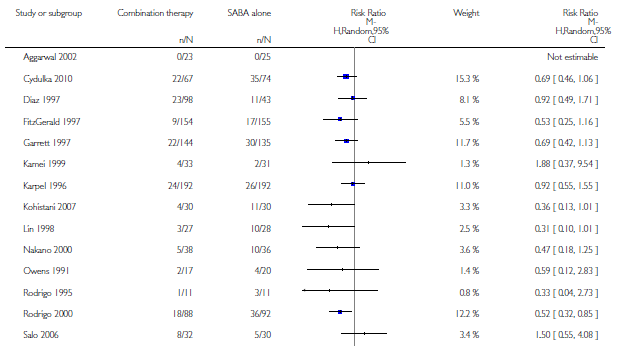 Study or subgroup Combination therapy SABA alone Risk Ratio Weight Risk Ratio
n/N n/N M-H,Random,95% CI M-H,Random,95% CI
Aggarwal 2002 0/23 0/25 Not estimable
Cydulka 2010 22/67 35/74 15.3 % 0.69 [ 0.46, 1.06 ]
Diaz 1997 23/98 11/43 8.1 % 0.92 [ 0.49, 1.71 ]
FitzGerald 1997 9/154 17/155 5.5 % 0.53 [ 0.25, 1.16 ]
Garrett 1997 22/144 30/135 11.7 % 0.69 [ 0.42, 1.13 ]
Kamei 1999 4/33 2/31 1.3 % 1.88 [ 0.37, 9.54 ]
Karpel 1996 24/192 26/192 11.0 % 0.92 [ 0.55, 1.55 ]
Kohistani 2007 4/30 11/30 3.3 % 0.36 [ 0.13, 1.01 ]
Lin 1998 3/27 10/28 2.5 % 0.31 [ 0.10, 1.01 ]
Nakano 2000 5/38 10/36 3.6 % 0.47 [ 0.18, 1.25 ]
Owens 1991 2/17 4/20 1.4 % 0.59 [ 0.12, 2.83 ]
Rodrigo 1995 1/11 3/11 0.8 % 0.33 [ 0.04, 2.73 ]
Rodrigo 2000 18/88 36/92 12.2 % 0.52 [ 0.32, 0.85 ]
Salo 2006 8/32 5/30 3.4 % 1.50 [ 0.55, 4.08 ]